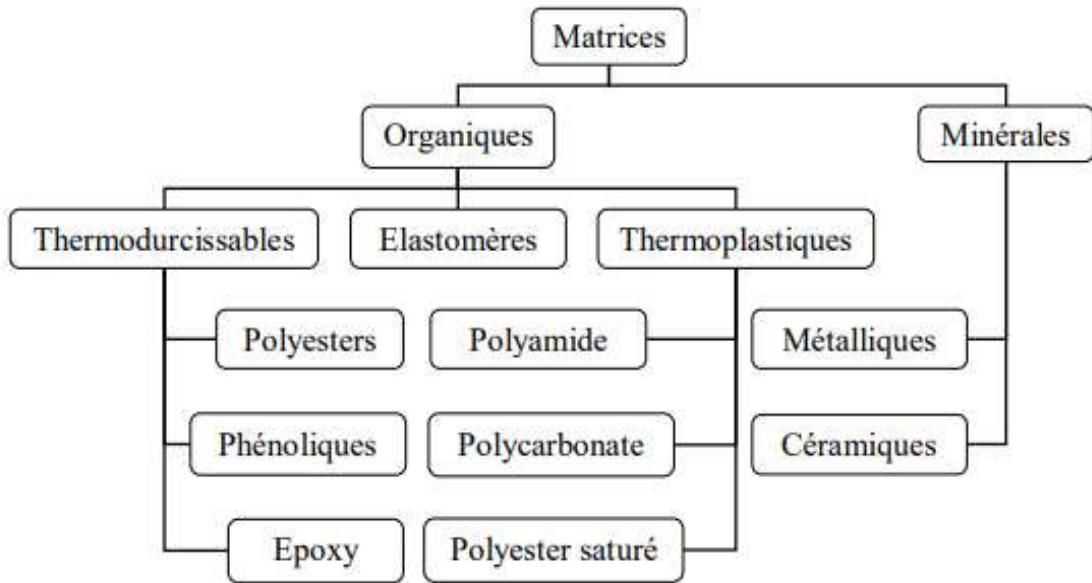 Matrices
Organiques
Minérales
Thermodurcissables
Elastomères
Thermoplastiques
Polyesters
Polyamide
Métalliques
Phénoliques
Polycarbonate
Céramiques
Epoxy
Polyester saturé